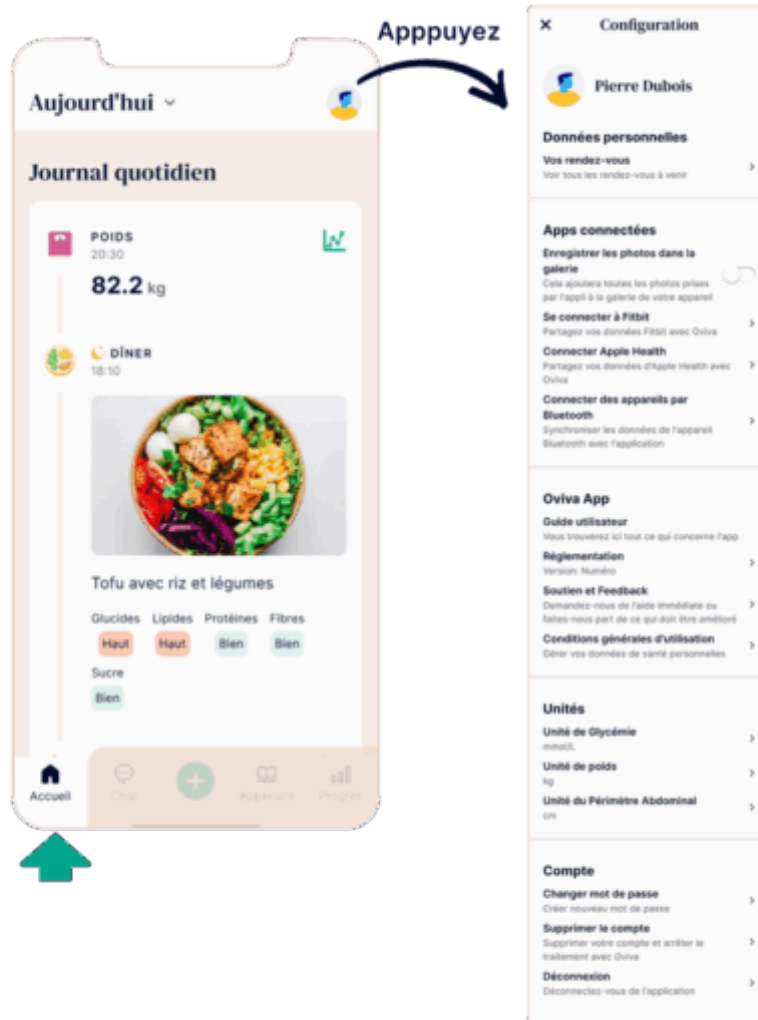 Apppuyez
Aujourd'hui
Journal quotidien
POIDS
20:30
82.2 kg
DÎNER
18:10
Tofu avec riz et légumes
Glucides Lipides Protéines Fibres
Haut Haut Bien Bien
Sucre
Bien
Accueil
Chat
Apprendre
Progrès
Configuration
Pierre Dubois
Données personnelles
Vos rendez-vous
Voir tous les rendez-vous à venir
Apps connectées
Enregistrer les photos dans la
galerie
Cela ajoutera toutes les photos prises
par l'appli à la galerie de votre appareil
Se connecter à Fitbit
Partagez vos données Fitbit avec Oviva
Connecter Apple Health
Partagez vos données d'Apple Health avec
Oviva
Connecter des appareils par
Bluetooth
Synchroniser les données de l'appareil
Bluetooth avec l'application
Oviva App
Guide utilisateur
Vous trouverez ici tout ce qui concerne l'app
Réglementation
Version: Numéro
Soutien et Feedback
Demandez-nous de l'aide immédiate ou
faites-nous part de ce qui doit être amélioré
Conditions générales d'utilisation
Gérer vos données de santé personnelles
Unités
Unité de Glycémie
mmol/L
Unité de poids
kg
Unité du Périmètre Abdominal
cm
Compte
Changer mot de passe
Créer nouveau mot de passe
Supprimer le compte
Supprimer votre compte et arrêter le
traitement avec Oviva
Déconnexion
Déconnectez-vous de l'application